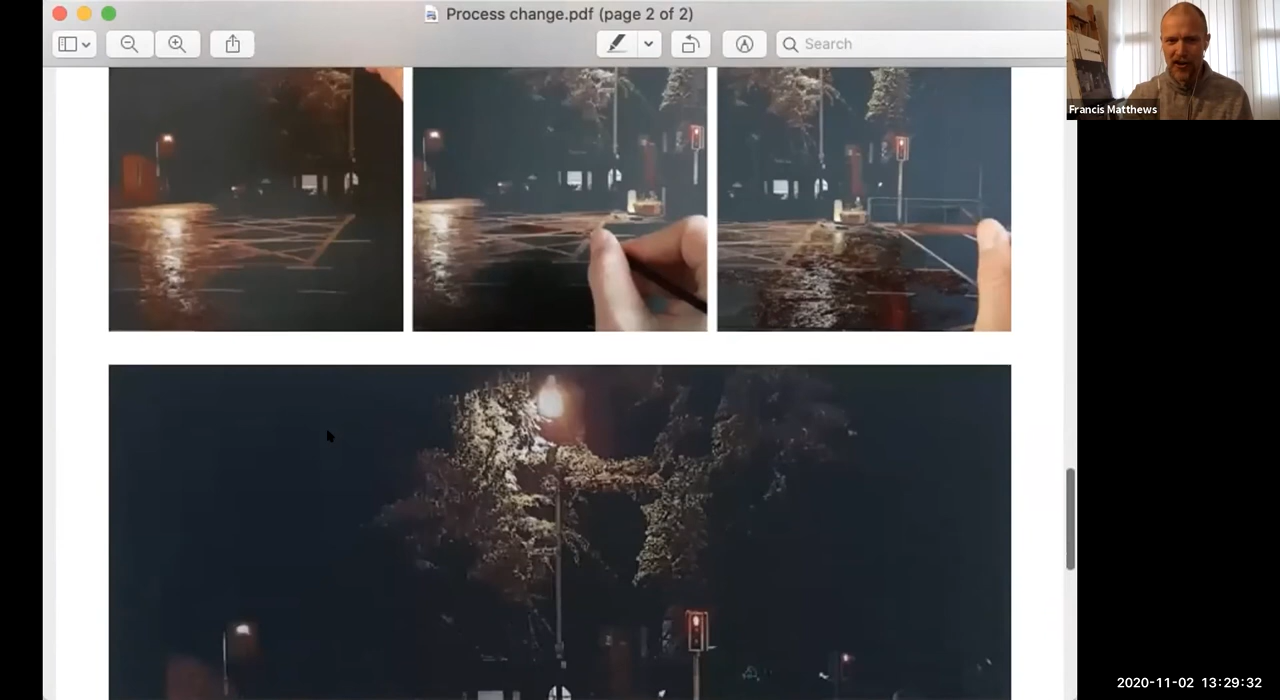 Process change.pdf (page 2 of 2)
Search
Francis Matthews
2020-11-02 13:29:32